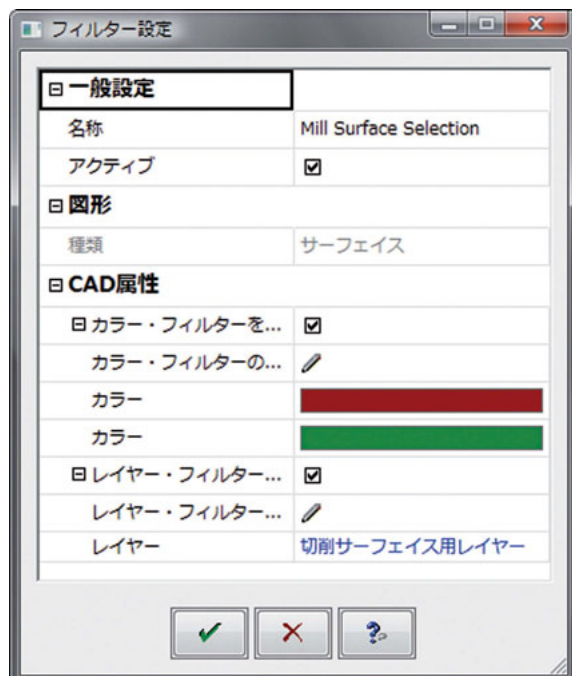 フィルター設定
一般設定
名称 Mill Surface Selection
アクティブ
図形
種類 サーフェイス
CAD属性
カラー・フィルターを...
カラー・フィルターの...
カラー
カラー
レイヤー・フィルター...
レイヤー・フィルター...
レイヤー 切削サーフェイス用レイヤー